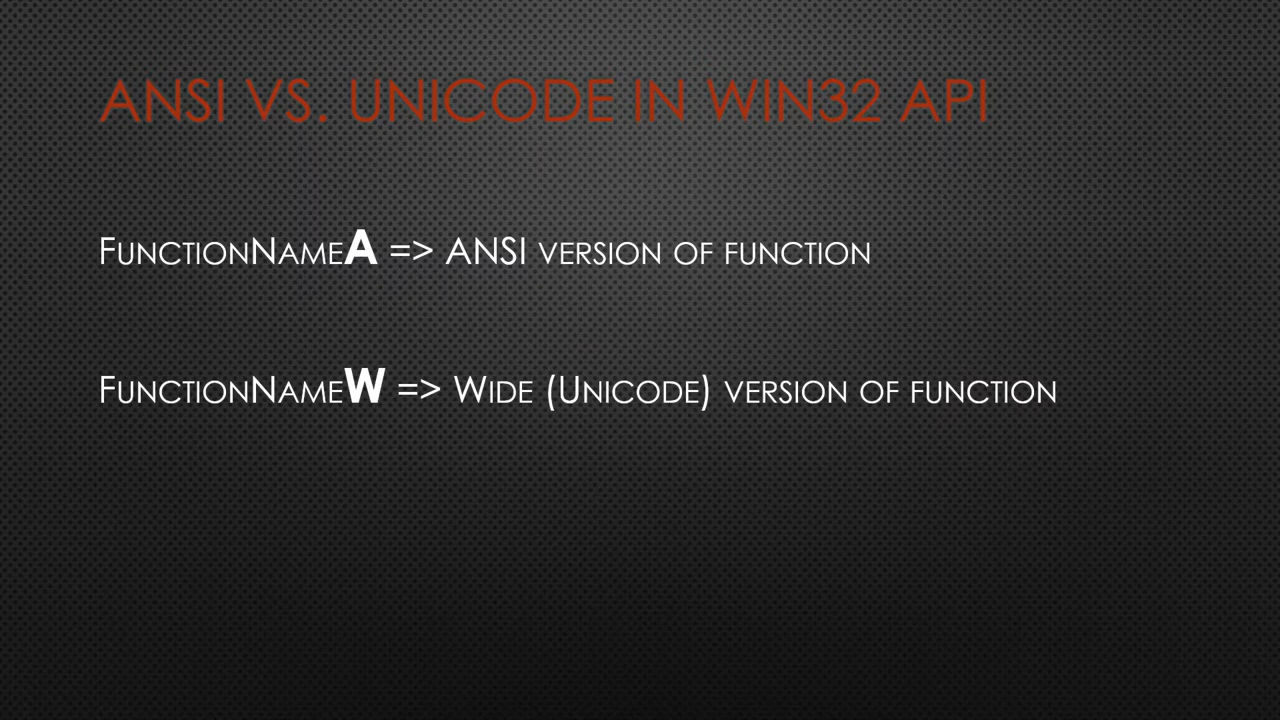 ANSI VS. UNICODE IN WIN32 API
FunctionNameA => ANSI version of function
FunctionNameW => Wide (Unicode) version of function